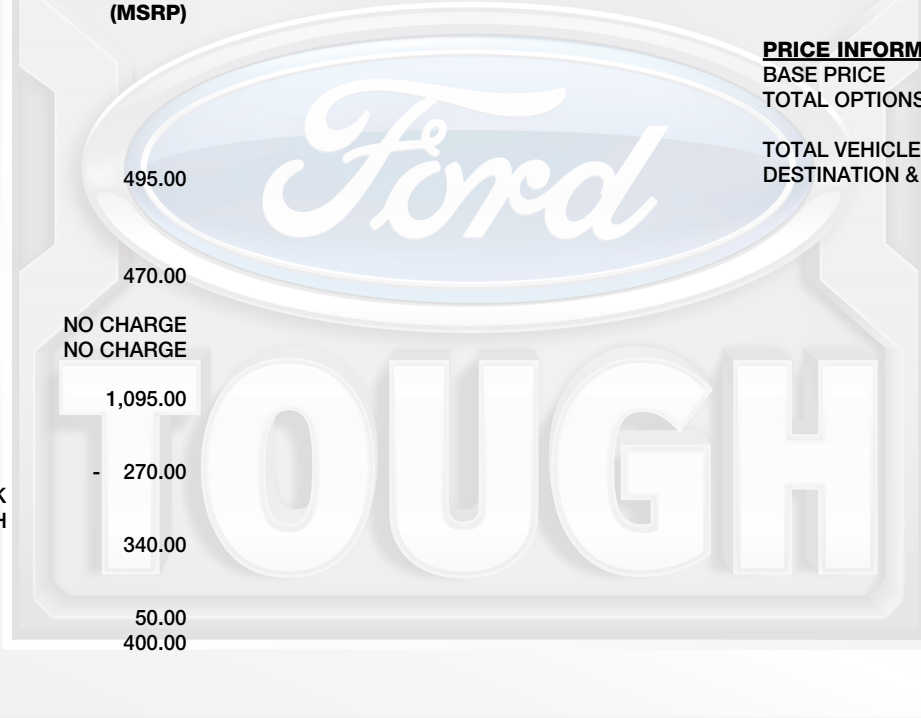 (MSRP)
495.00
470.00
NO CHARGE
NO CHARGE
1,095.00
- 270.00
K
H
340.00
50.00
400.00
PRICE INFORM
BASE PRICE
TOTAL OPTIONS
TOTAL VEHICLE
DESTINATION &
Ford
TOUGH